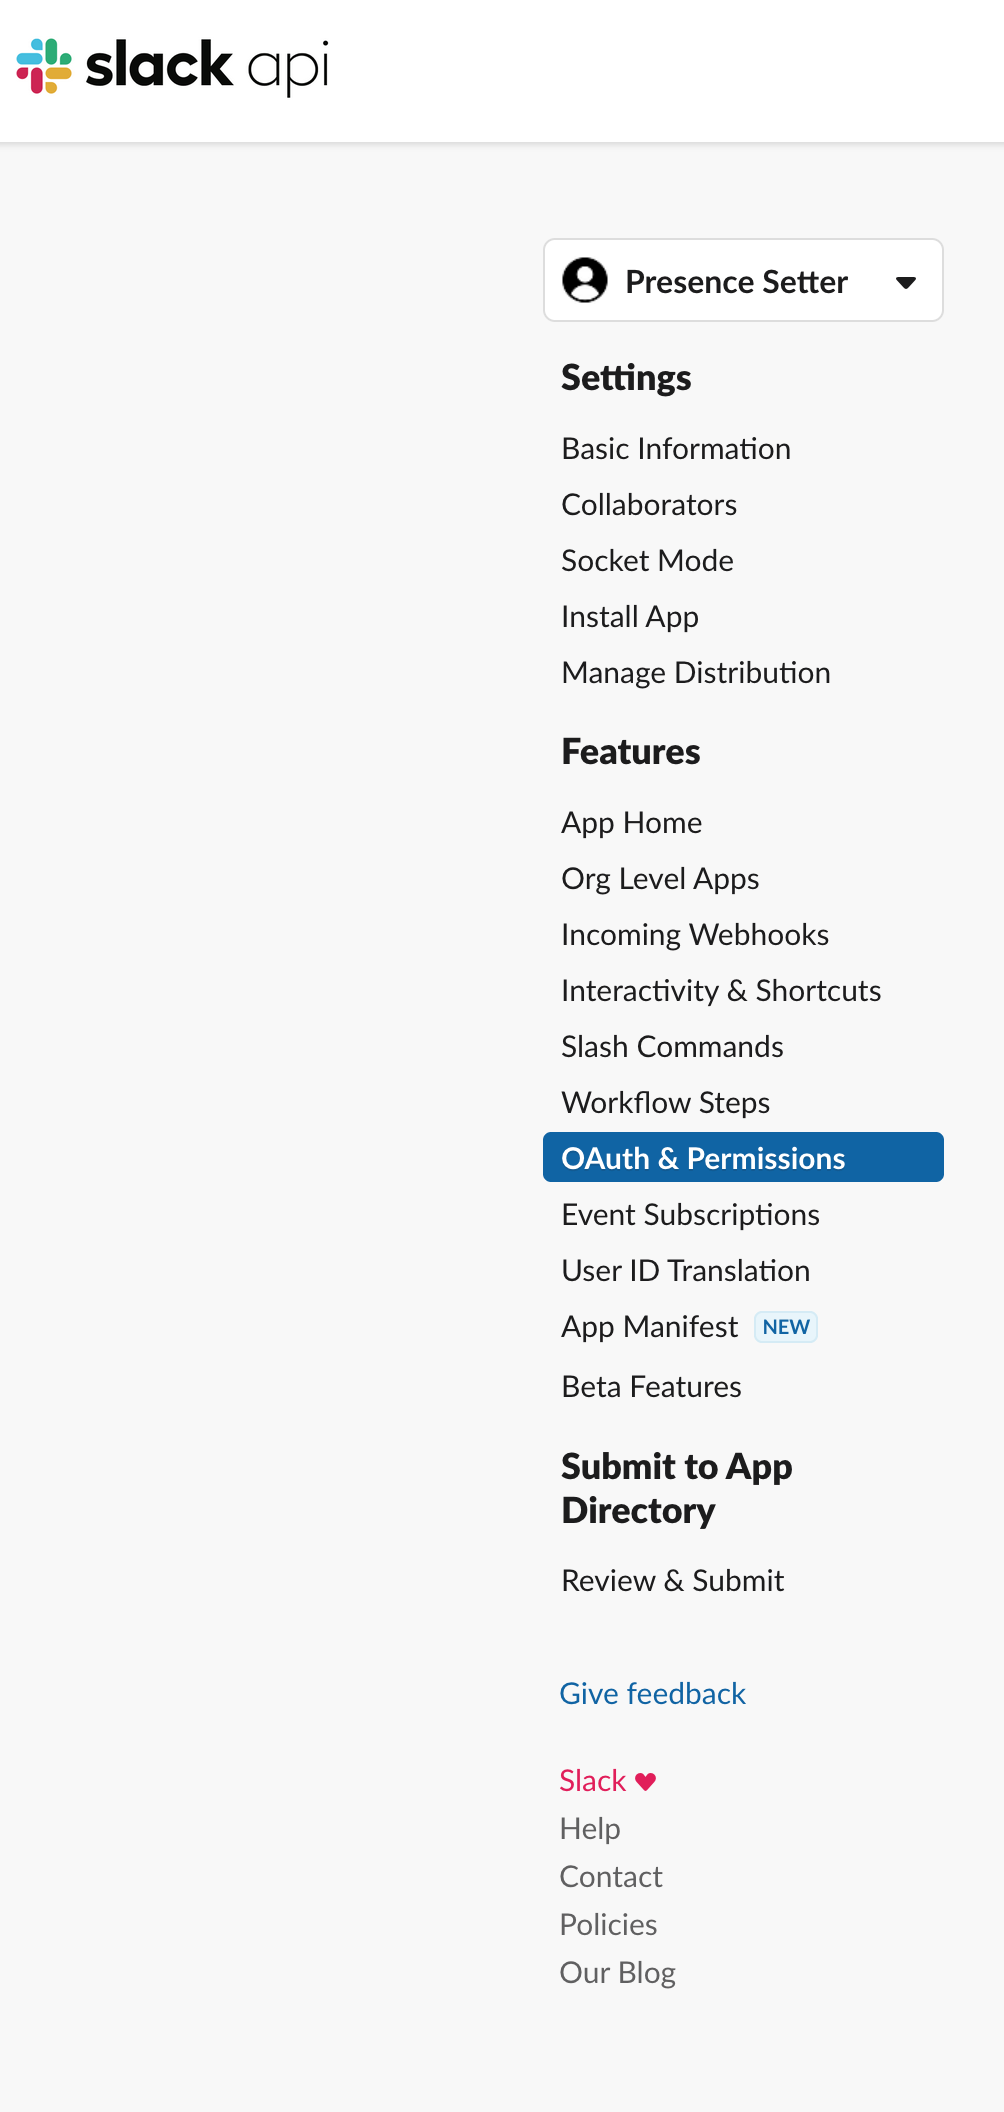 slack api
Presence Setter
Settings
Basic Information
Collaborators
Socket Mode
Install App
Manage Distribution
Features
App Home
Org Level Apps
Incoming Webhooks
Interactivity & Shortcuts
Slash Commands
Workflow Steps
OAuth & Permissions
Event Subscriptions
User ID Translation
App Manifest NEW
Beta Features
Submit to App
Directory
Review & Submit
Give feedback
Slack ♥
Help
Contact
Policies
Our Blog